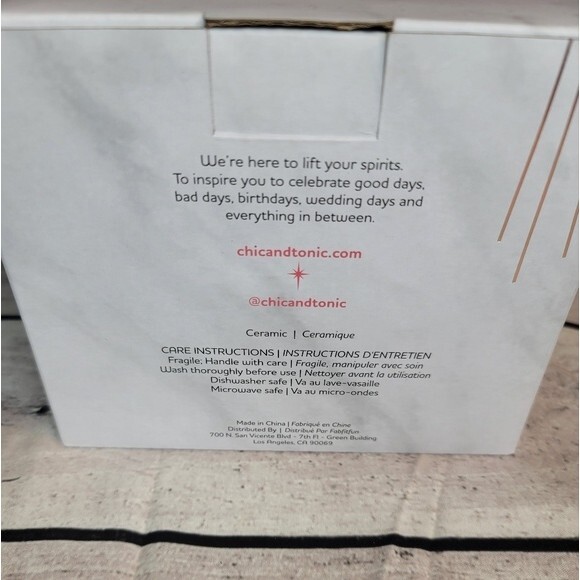 We're here to lift your spirits.
To inspire you to celebrate good days,
bad days, birthdays, wedding days and
everything in between.
chicandtonic.com
@chicandtonic
Ceramic | Ceramique
CARE INSTRUCTIONS | INSTRUCTIONS D'ENTRETIEN
Fragile; Handle with care | Fragile, manipuler avec soin
Wash thoroughly before use | Nettoyer avant la utilisation
Dishwasher safe | Va au lave-vasaille
Microwave safe | Va au micro-ondes
Made in China | Fabriqué en Chine
Distributed By | Distribué Par Fabfitfun
700 N. San Vicente Blvd - 7th Fl - Green Building
Los Angeles, CA 90069